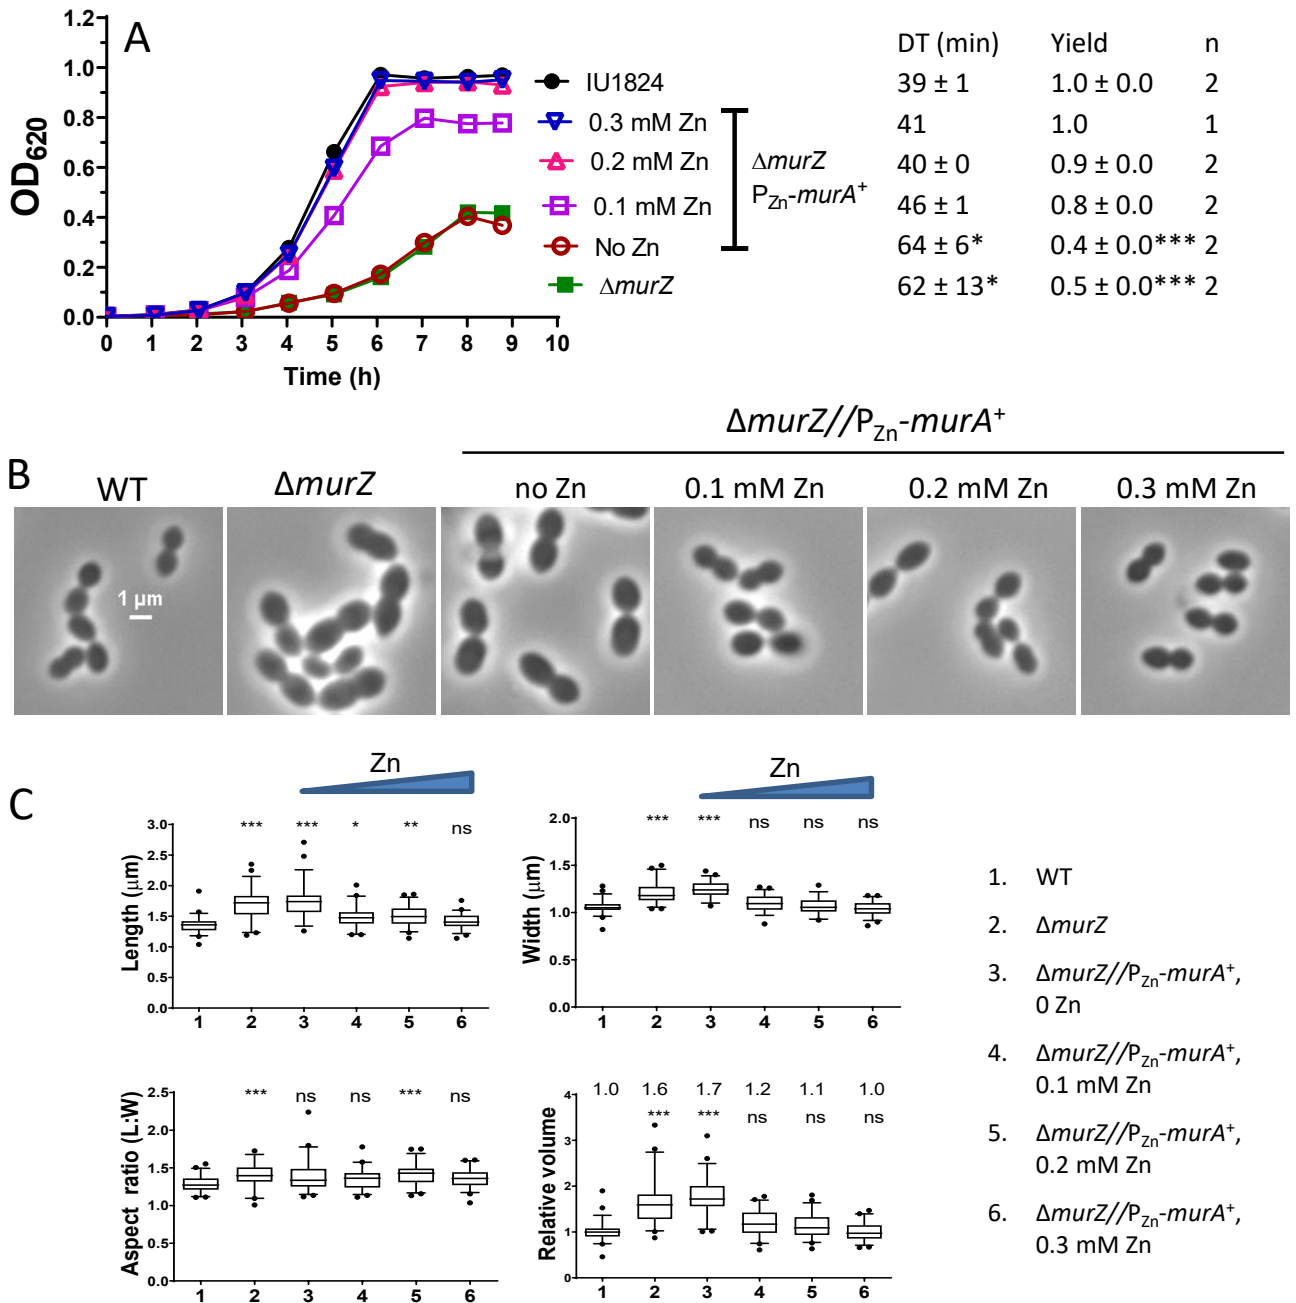 A
OD620
1.2
1.0
0.8
0.6
0.4
0.2
0.0
0 1 2 3 4 5 6 7 8 9 10
Time (h)
IU1824
0.3 mM Zn
0.2 mM Zn
0.1 mM Zn
No Zn
ΔmurZ
ΔmurZ
PZn-murA+
DT (min) Yield n
39 ± 1 1.0 ± 0.0 2
41 1.0 1
40 ± 0 0.9 ± 0.0 2
46 ± 1 0.8 ± 0.0 2
64 ± 6* 0.4 ± 0.0*** 2
62 ± 13* 0.5 ± 0.0*** 2
ΔmurZ//PZn-murA+
B
WT ΔmurZ no Zn 0.1 mM Zn 0.2 mM Zn 0.3 mM Zn
1 μm
C
Zn
Length (μm)
3.0
2.5
2.0
1.5
1.0
0.5
0.0
*** *** * ** ns
1 2 3 4 5 6
Zn
Width (μm)
2.0
1.5
1.0
0.5
0.0
*** *** ns ns ns
1 2 3 4 5 6
Aspect ratio (L:W)
2.5
2.0
1.5
1.0
0.5
0.0
*** ns ns *** ns
1 2 3 4 5 6
Relative volume
4
3
2
1
0
1.0 1.6 1.7 1.2 1.1 1.0
*** *** ns ns ns
1 2 3 4 5 6
1. WT
2. ΔmurZ
3. ΔmurZ//PZn-murA+,
0 Zn
4. ΔmurZ//PZn-murA+,
0.1 mM Zn
5. ΔmurZ//PZn-murA+,
0.2 mM Zn
6. ΔmurZ//PZn-murA+,
0.3 mM Zn